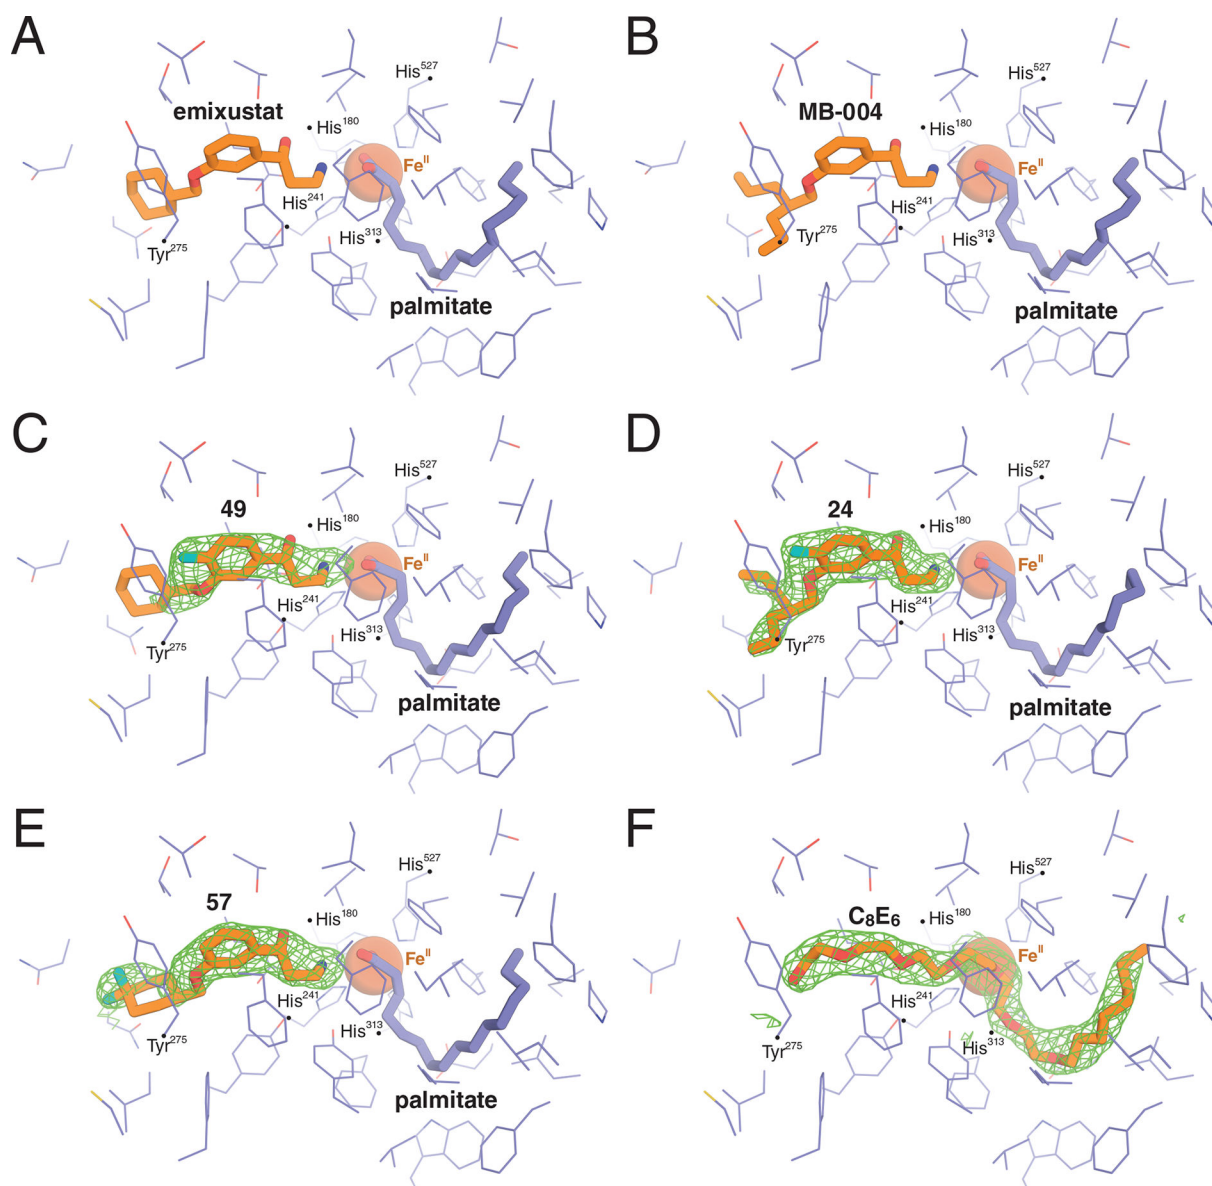 A
emixustat
His527
His180
FeII
His241
His313
Tyr275
palmitate
B
MB-004
His527
His180
FeII
His241
His313
Tyr275
palmitate
C
49
His527
His180
FeII
His241
His313
Tyr275
palmitate
D
24
His527
His180
FeII
His241
His313
Tyr275
palmitate
E
57
His527
His180
FeII
His241
His313
Tyr275
palmitate
F
C8E6
His527
His180
FeII
His241
His313
Tyr275